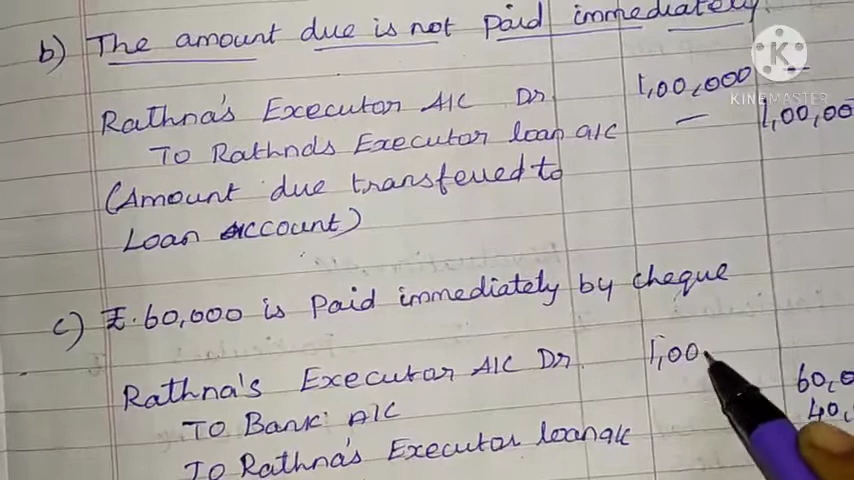 b) The amount due is not paid immediately.
Rathna's Executor A/c Dr 1,00,000 —
To Rathna's Executor loan a/c — 1,00,00
(Amount due transferred to
Loan Account)
c) ₹.60,000 is paid immediately by cheque
Rathna's Executor A/c Dr 1,00
To Bank A/c 60,0
To Rathna's Executor loan a/c 40,
KINEMASTER